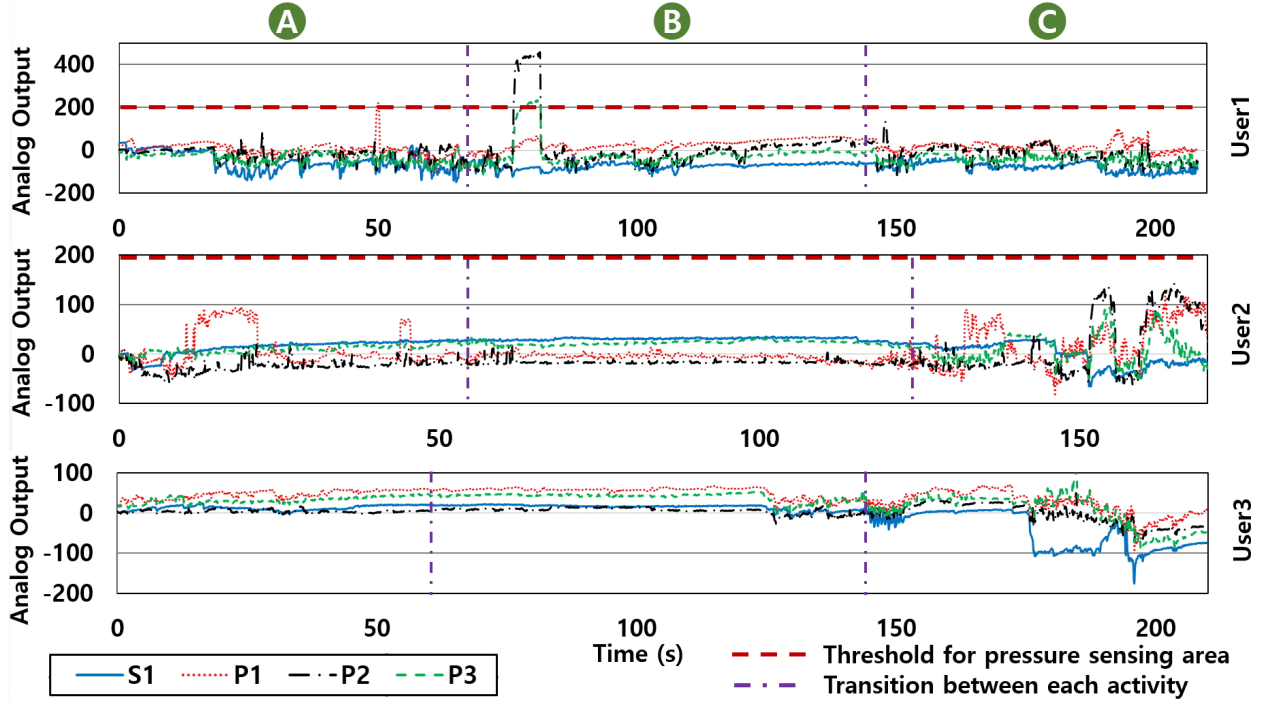 A B C
Analog Output
400
200
0
-200
User1
0 50 100 150 200
Analog Output
200
100
0
-100
User2
0 50 100 150
Analog Output
100
0
-100
-200
User3
0 50 100 150 200
Time (s)
S1 P1 P2 P3
Threshold for pressure sensing area
Transition between each activity